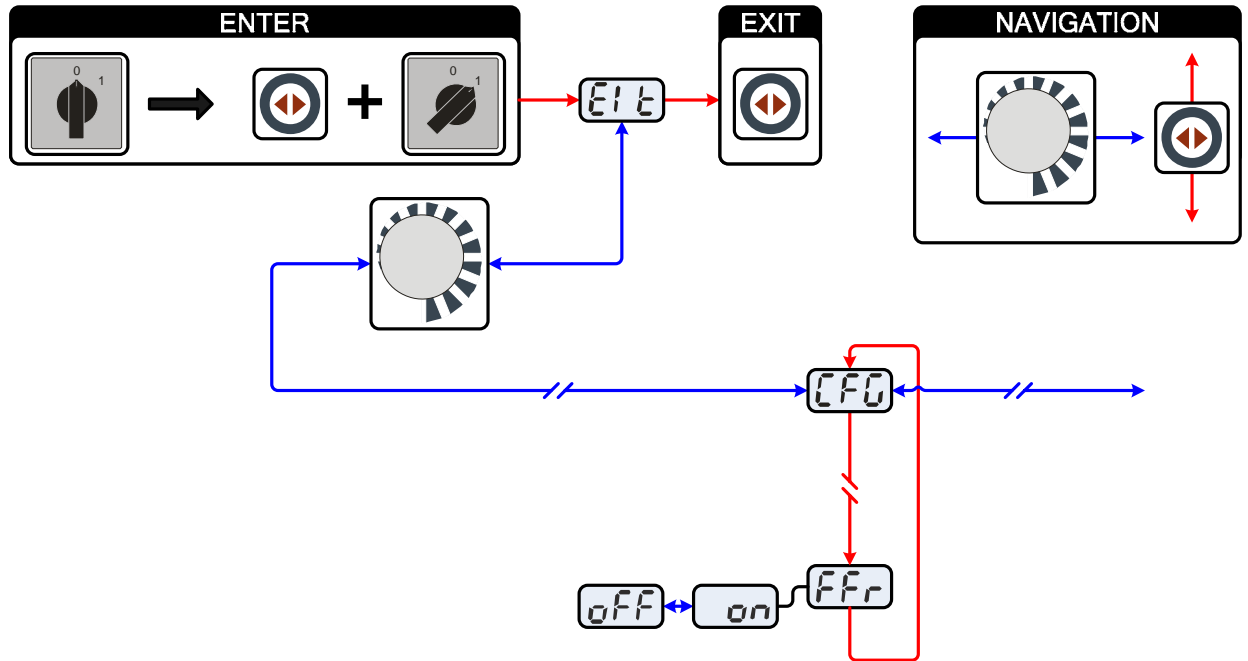 ENTER
EXIT
NAVIGATION
0
1
0
1
EIt
CFG
FFr
oFF
on